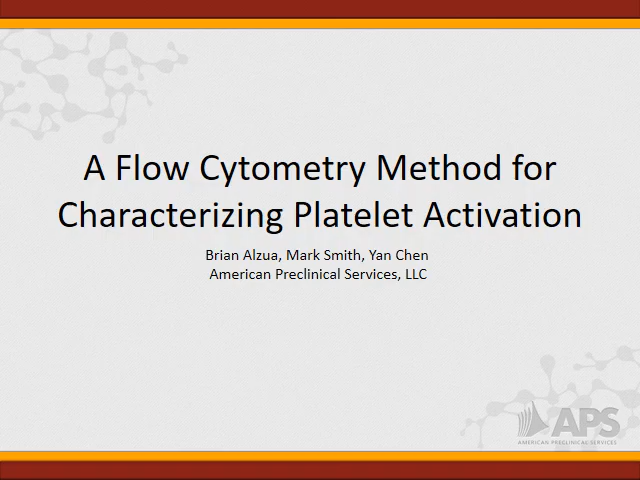 A Flow Cytometry Method for
Characterizing Platelet Activation
Brian Alzua, Mark Smith, Yan Chen
American Preclinical Services, LLC
APS
AMERICAN PRECLINICAL SERVICES